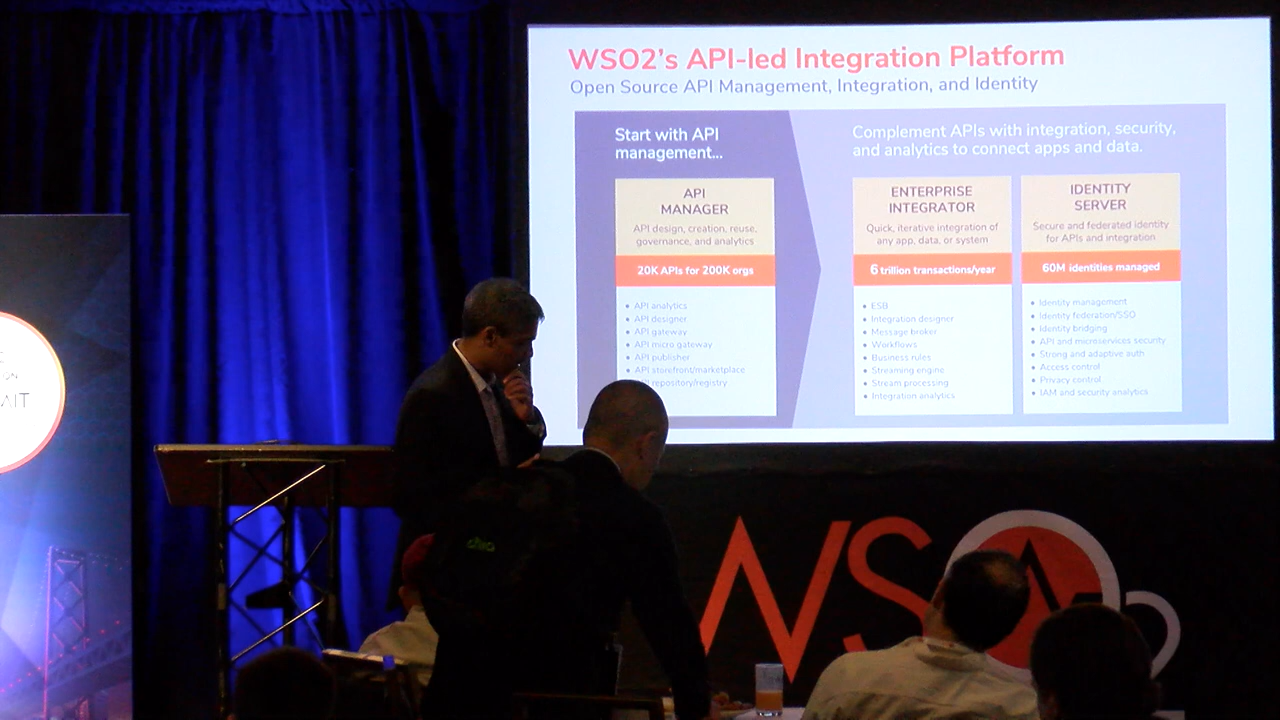 WSO2's API-led Integration Platform
Open Source API Management, Integration, and Identity
Start with API
management...
Complement APIs with integration, security,
and analytics to connect apps and data.
API
MANAGER
API design, creation, reuse,
governance, and analytics
20K APIs for 200K orgs
• API analytics
• API designer
• API gateway
• API micro gateway
• API publisher
• API storefront/marketplace
API repository/registry
ENTERPRISE
INTEGRATOR
Quick, iterative integration of
any app, data, or system
6 trillion transactions/year
• ESB
• Integration designer
• Message broker
• Workflows
• Business rules
• Streaming engine
• Stream processing
• Integration analytics
IDENTITY
SERVER
Secure and federated identity
for APIs and integration
60M identities managed
• Identity management
• Identity federation/SSO
• Identity bridging
• API and microservices security
• Strong and adaptive auth
• Access control
• Privacy control
• IAM and security analytics
WSO2